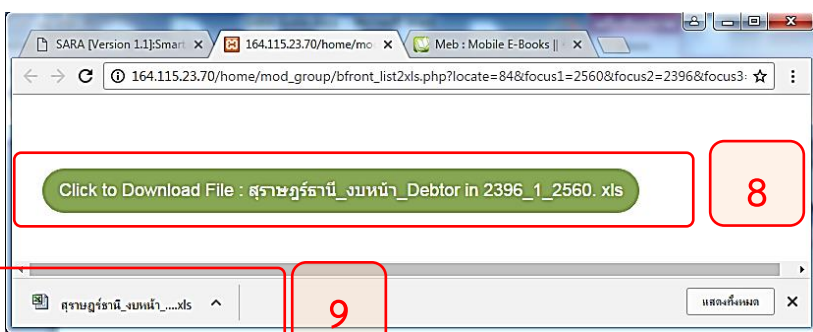 SARA [Version 1.1]:Smart 164.115.23.70/home/mo Meb : Mobile E-Books ||
164.115.23.70/home/mod_group/bfront_list2xls.php?locate=84&focus1=2560&focus2=2396&focus3=
Click to Download File : สุราษฎร์ธานี_งบหน้า_Debtor in 2396_1_2560. xls
8
สุราษฎร์ธานี_งบหน้า_....xls
แสดงทั้งหมด
9